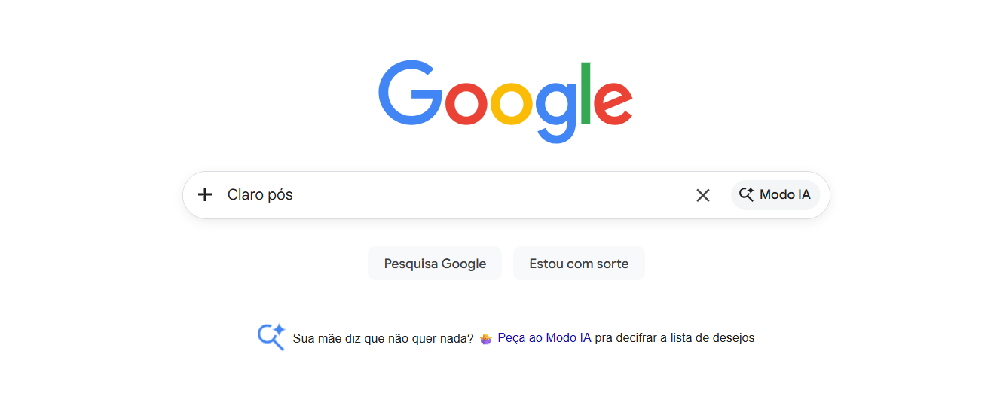 Google
Claro pós
Modo IA
Pesquisa Google
Estou com sorte
Sua mãe diz que não quer nada? Peça ao Modo IA pra decifrar a lista de desejos